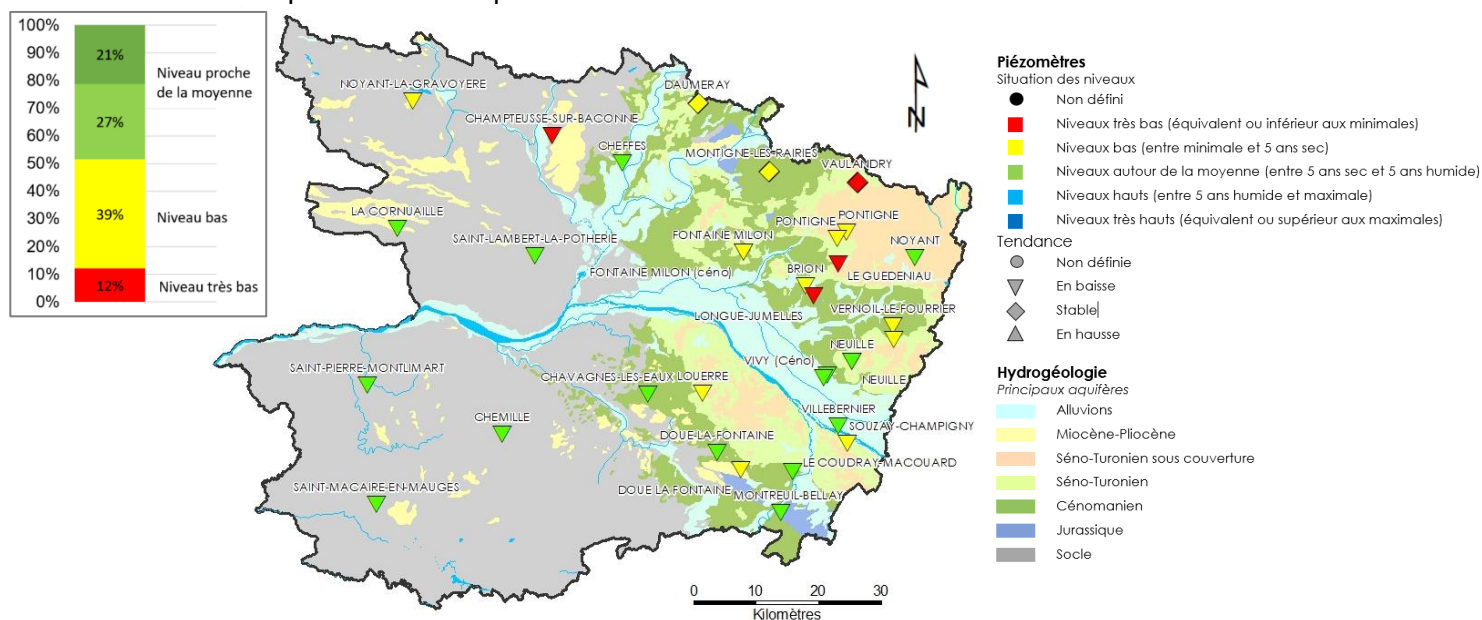 100%
90%
80%
70%
60%
50%
40%
30%
20%
10%
0%
21%
27%
39%
12%
Niveau proche
de la moyenne
Niveau bas
Niveau très bas
NOYANT-LA-GRAVOYERE
DAUMERAY
CHAMPTEUSSE-SUR-BACONNE
CHEFFES
MONTIGNE-LES-RAIRIES
VAULANDRY
LA CORNUAILLE
PONTIGNE
PONTIGNE
SAINT-LAMBERT-LA-POTHERIE
FONTAINE MILON
NOYANT
FONTAINE MILON (céno)
BRION
LE GUEDENIAU
LONGUE-JUMELLES
VERNOIL-LE-FOURRIER
NEUILLE
VIVY (Céno)
SAINT-PIERRE-MONTLIMART
CHAVAGNES-LES-EAUX
LOUERRE
NEUILLE
CHEMILLE
VILLEBERNIER
SOUZAY-CHAMPIGNY
DOUE-LA-FONTAINE
LE COUDRAY-MACOUARD
SAINT-MACAIRE-EN-MAUGES
DOUE LA FONTAINE
MONTREUIL-BELLAY
N
0 10 20 30
Kilomètres
Piézomètres
Situation des niveaux
Non défini
Niveaux très bas (équivalent ou inférieur aux minimales)
Niveaux bas (entre minimale et 5 ans sec)
Niveaux autour de la moyenne (entre 5 ans sec et 5 ans humide)
Niveaux hauts (entre 5 ans humide et maximale)
Niveaux très hauts (équivalent ou supérieur aux maximales)
Tendance
Non définie
En baisse
Stable
En hausse
Hydrogéologie
Principaux aquifères
Alluvions
Miocène-Pliocène
Séno-Turonien sous couverture
Séno-Turonien
Cénomanien
Jurassique
Socle